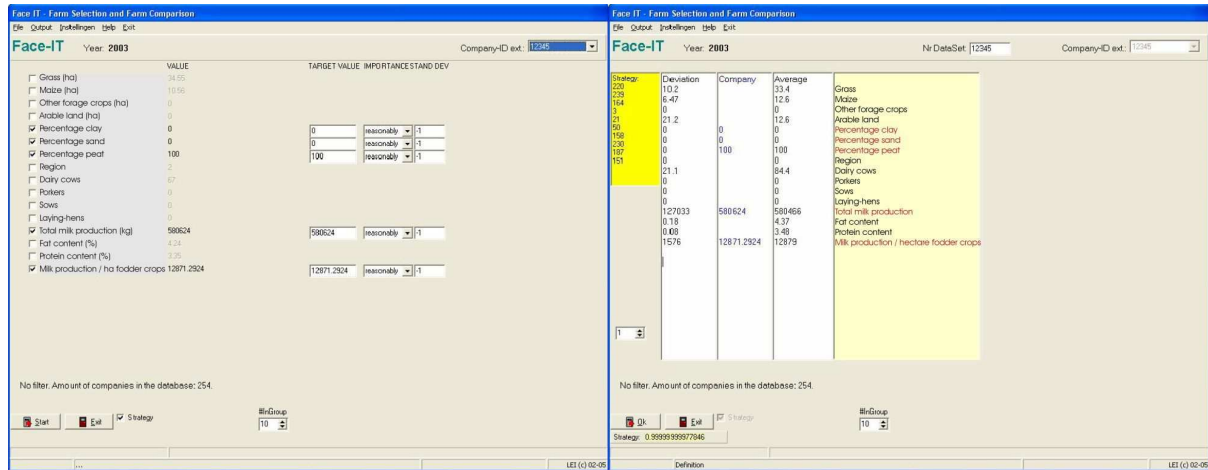 Face IT - Farm Selection and Farm Comparison
File Output Instellingen Help Exit
Face-IT Year: 2003 Company-ID ext.: 12345
VALUE TARGET VALUE IMPORTANCE STAND DEV
Grass (ha) 34.55
Maize (ha) 10.56
Other forage crops (ha) 0
Arable land (ha) 0
Percentage clay 0 0 reasonably -1
Percentage sand 0 0 reasonably -1
Percentage peat 100 100 reasonably -1
Region 2
Dairy cows 67
Porkers 0
Sows 0
Laying-hens 0
Total milk production (kg) 580624 580624 reasonably -1
Fat content (%) 4.24
Protein content (%) 3.35
Milk production / ha fodder crops 12871.2924 12871.2924 reasonably -1
No filter. Amount of companies in the database: 254.
Start Exit Strategy #InGroup 10
... LEI (c) 02-05
Face IT - Farm Selection and Farm Comparison
File Output Instellingen Help Exit
Face-IT Year: 2003 Nr DataSet: 12345 Company-ID ext.: 12345
Strategy: Deviation Company Average
220
239
164
3
21
50
158
230
187
151
10.2 33.4 Grass
6.47 12.6 Maize
0 0 Other forage crops
21.2 12.6 Arable land
0 0 0 Percentage clay
0 0 0 Percentage sand
0 100 100 Percentage peat
0 0 Region
21.1 84.4 Dairy cows
0 0 Porkers
0 0 Sows
0 0 Laying-hens
127033 580624 580466 Total milk production
0.18 4.37 Fat content
0.08 3.48 Protein content
1576 12871.2924 12879 Milk production / hectare fodder crops
1
No filter. Amount of companies in the database: 254.
Ok Exit Strategy #InGroup 10
Strategy: 0.99999999977846
Definition LEI (c) 02-05